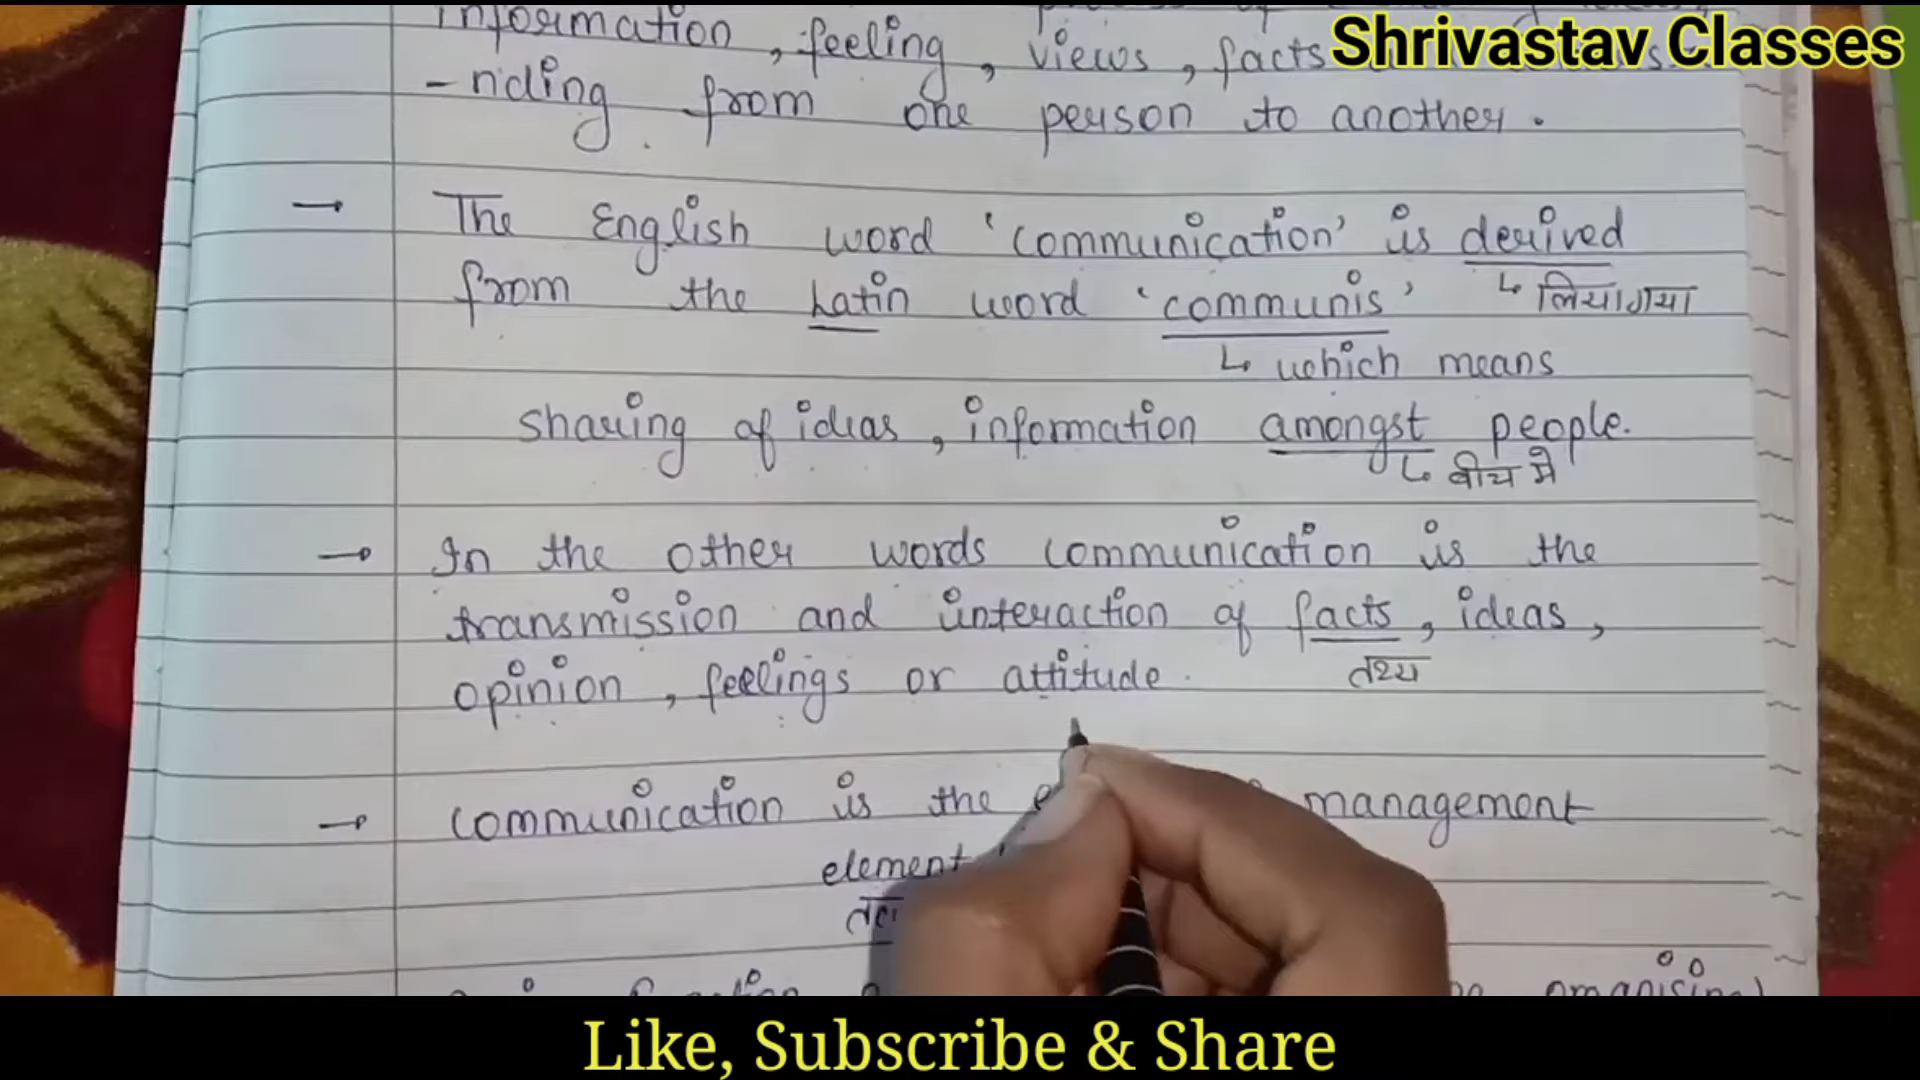 Shrivastav Classes
information, feeling, views, facts
-riding from one person to another.
→ The English word 'communication' is derived
from the Latin word 'communis' ↳ लियागया
↳ which means
sharing of ideas, information amongst people.
↳ बीच मे
→ In the other words communication is the
transmission and interaction of facts, ideas,
opinion, feelings or attitude.
तथ्य
→ communication is the management
element
Like, Subscribe & Share